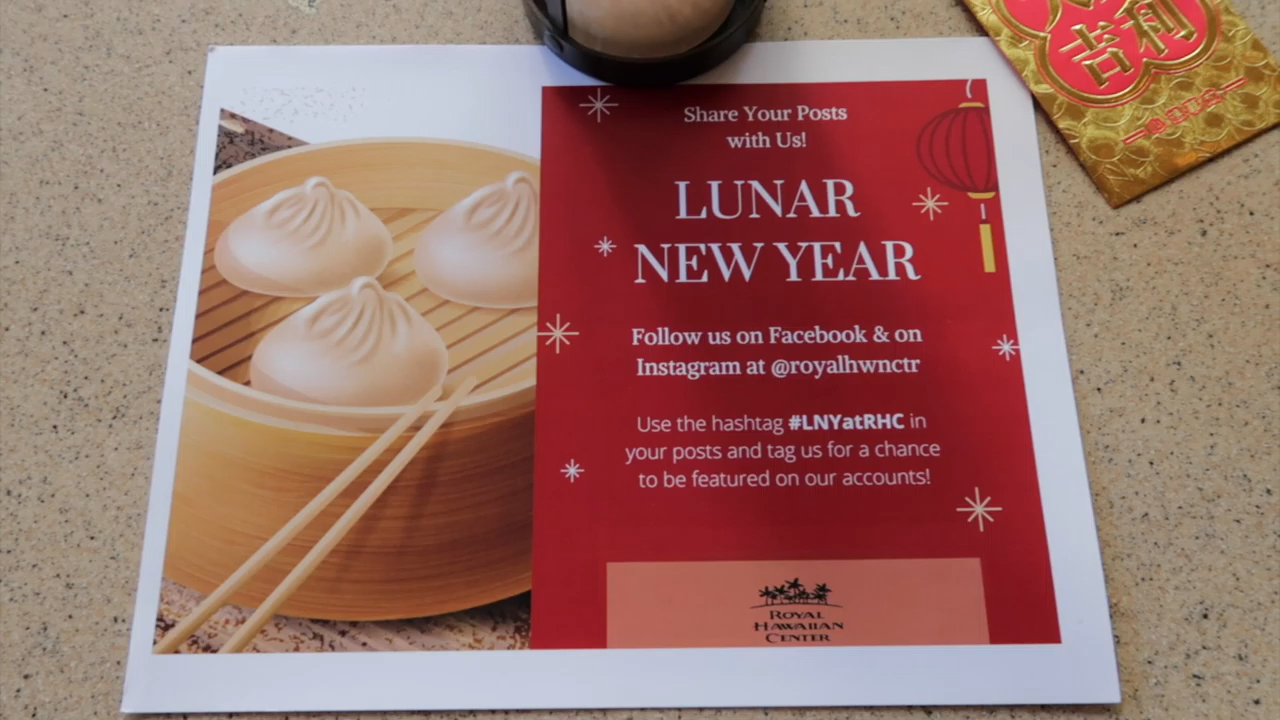 Share Your Posts
with Us!
LUNAR
NEW YEAR
Follow us on Facebook & on
Instagram at @royalhwnctr
Use the hashtag #LNYatRHC in
your posts and tag us for a chance
to be featured on our accounts!
ROYAL
HAWAIIAN
CENTER
吉利